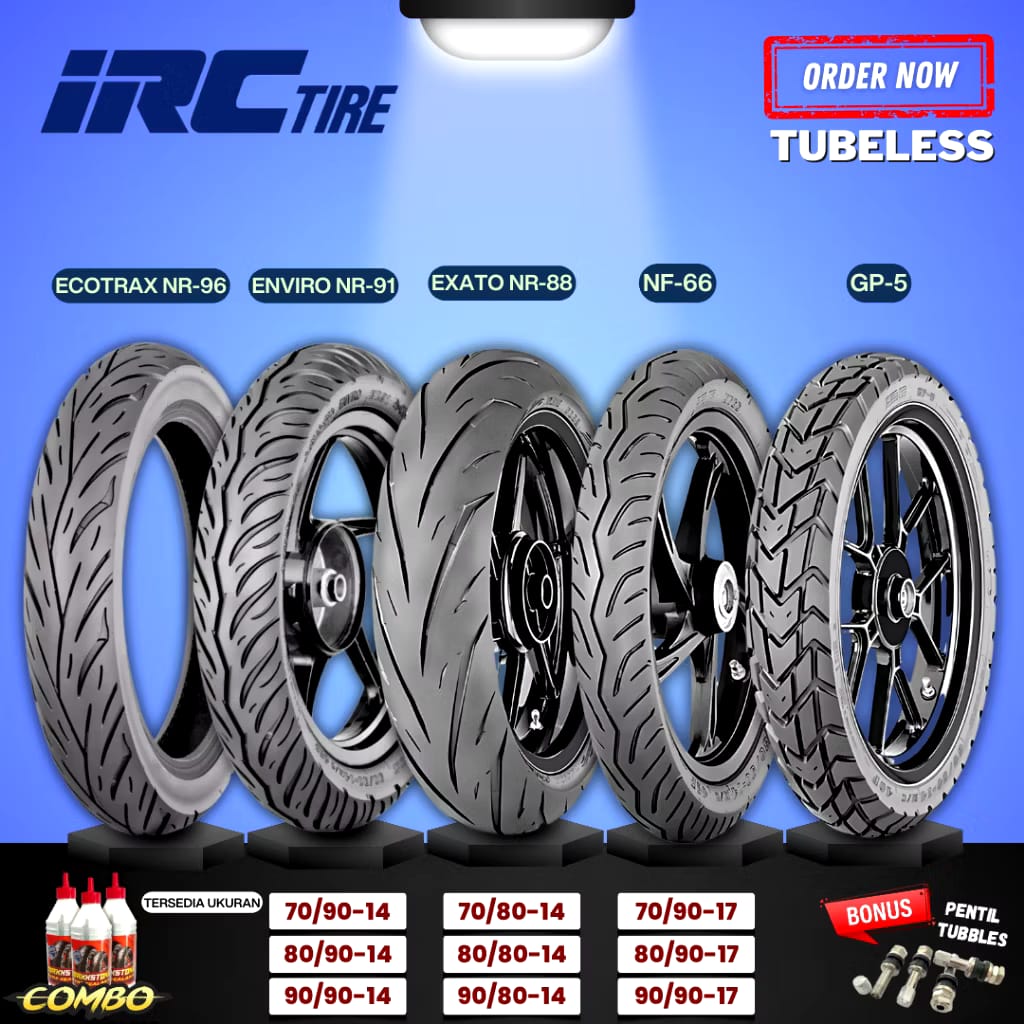 iRC TIRE
ORDER NOW
TUBELESS
ECOTRAX NR-96
ENVIRO NR-91
EXATO NR-88
NF-66
GP-5
GP-5
TERSEDIA UKURAN
70/90-14
80/90-14
90/90-14
70/80-14
80/80-14
90/80-14
70/90-17
80/90-17
90/90-17
COMBO
BONUS
PENTIL
TUBBLES